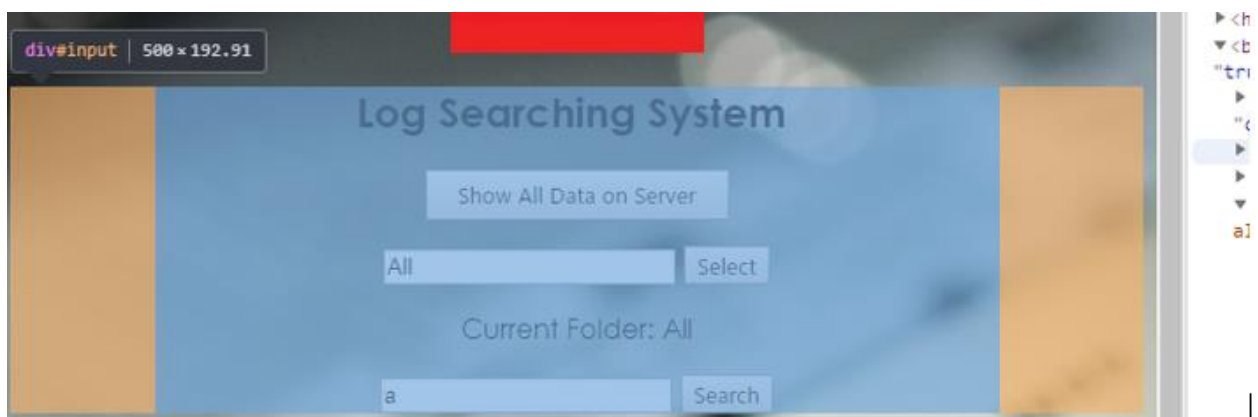 div#input | 500 × 192.91
Log Searching System
Show All Data on Server
All Select
Current Folder: All
a Search
<h
<b
"tr
"